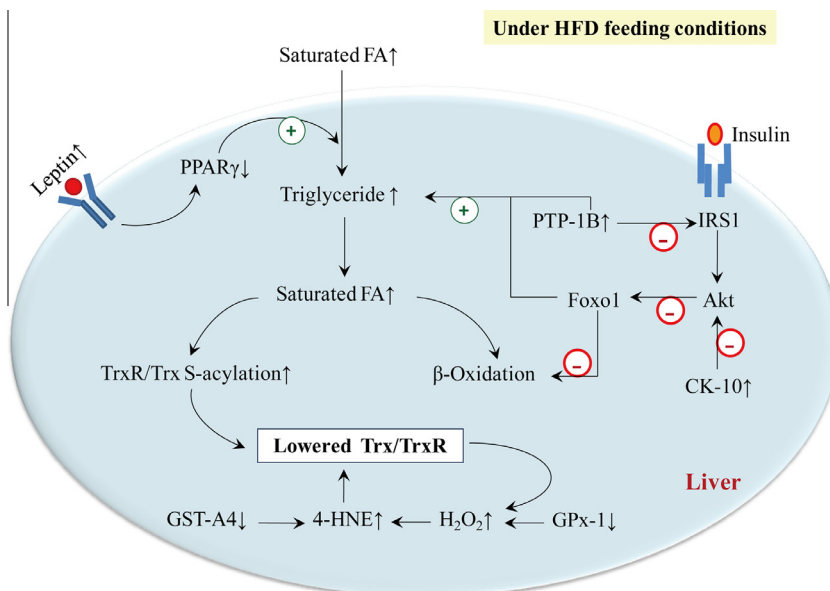 Under HFD feeding conditions
Saturated FA↑
+
Insulin
Leptin↑
PPARγ↓
Triglyceride ↑
+
PTP-1B↑
−
IRS1
Saturated FA↑
Foxo1
−
Akt
−
TrxR/Trx S-acylation↑
β-Oxidation
−
CK-10↑
Lowered Trx/TrxR
Liver
GST-A4↓
4-HNE↑
H₂O₂↑
GPx-1↓